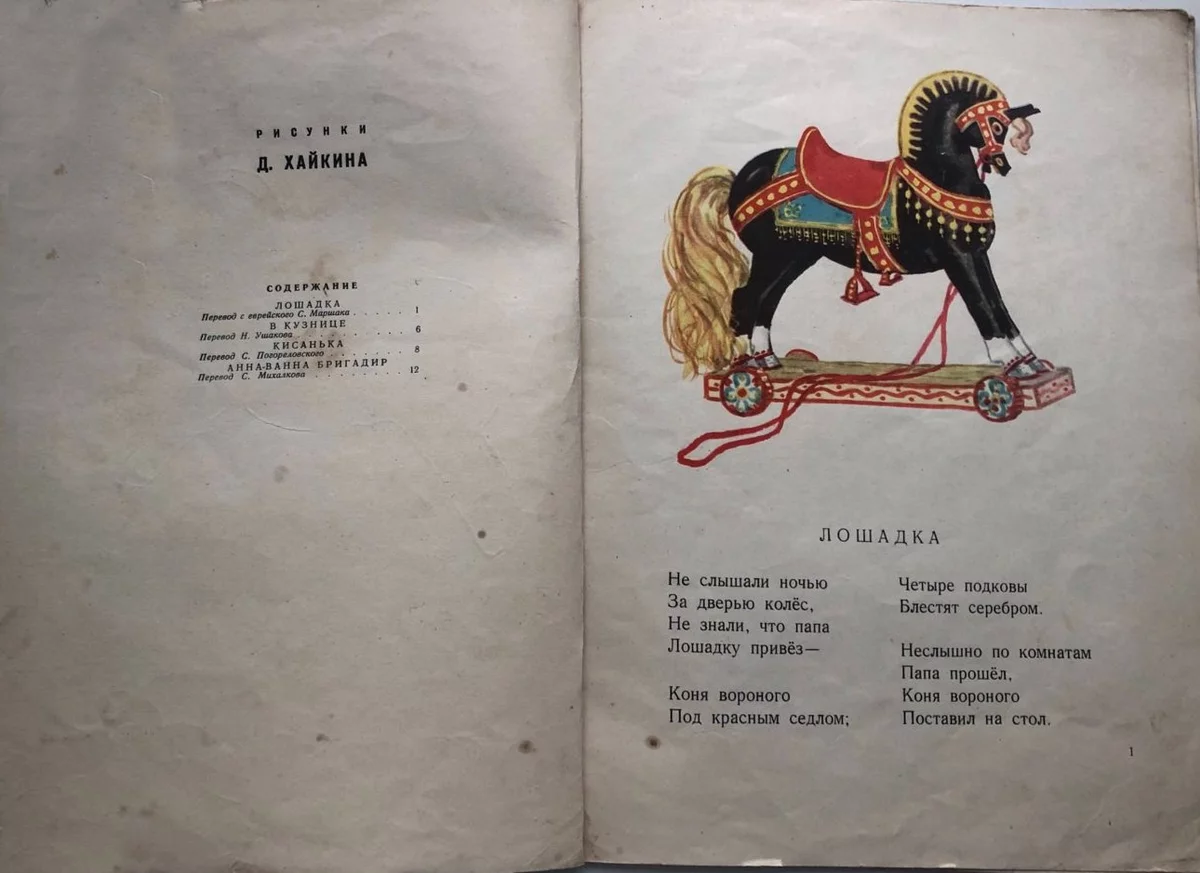 РИСУНКИ
Д. ХАЙКИНА
СОДЕРЖАНИЕ
ЛОШАДКА
Перевод с еврейского С. Маршака . . . . . 1
В КУЗНИЦЕ
Перевод Н. Ушакова . . . . . . . . . . 6
КИСАНЬКА
Перевод С. Погореловского . . . . . . . 8
АННА-ВАННА БРИГАДИР
Перевод С. Михалкова . . . . . . . . 12
ЛОШАДКА
Не слышали ночью
За дверью колёс,
Не знали, что папа
Лошадку привёз—
Коня вороного
Под красным седлом;
Четыре подковы
Блестят серебром.
Неслышно по комнатам
Папа прошёл,
Коня вороного
Поставил на стол.
1